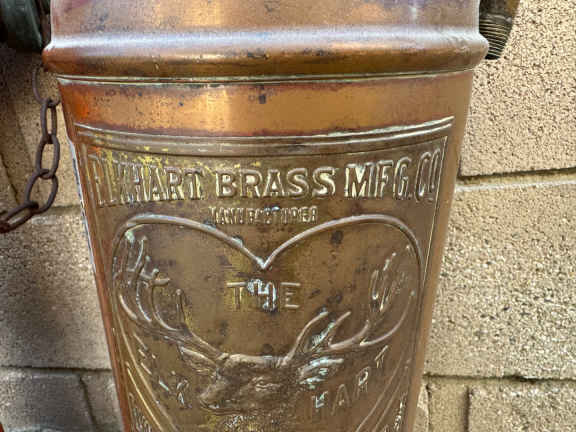 ELKHART BRASS MFG. CO.
MANUFACTURER
THE
ELK HART